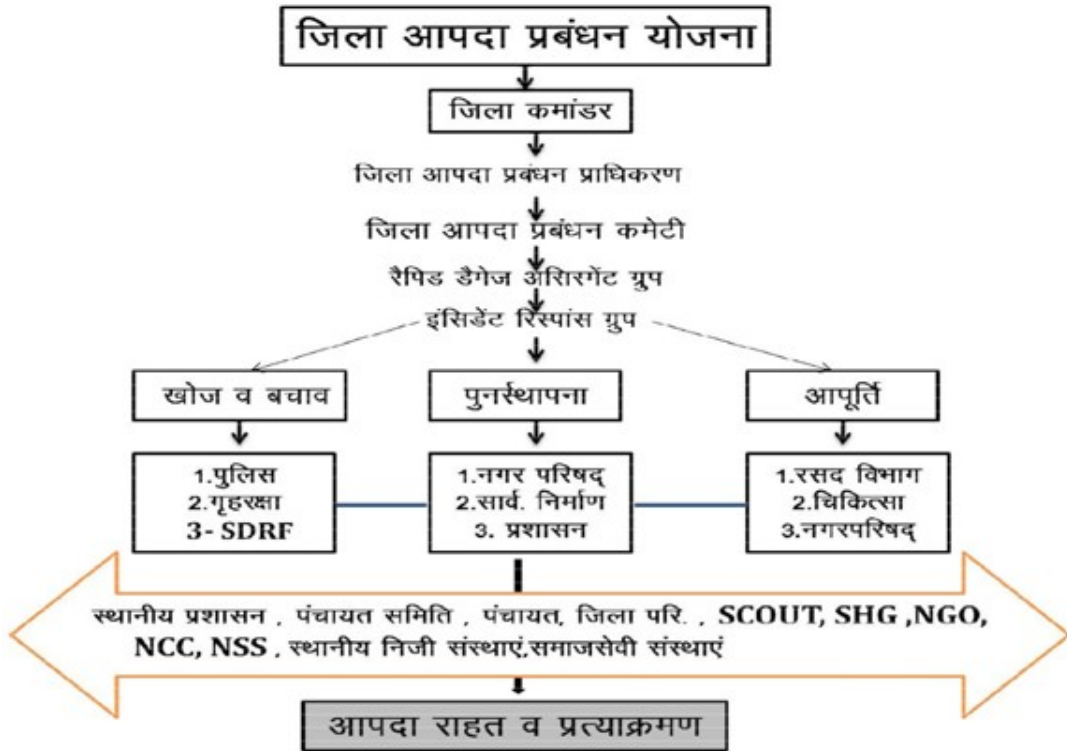 जिला आपदा प्रबंधन योजना
जिला कमांडर
जिला आपदा प्रबंधन प्राधिकरण
जिला आपदा प्रबंधन कमेटी
रैपिड डैगेज असिरगेंट ग्रुप
इंसिडेंट रिस्पांस ग्रुप
खोज व बचाव
पुनर्स्थापना
आपूर्ति
1.पुलिस
2.गृहरक्षा
3- SDRF
1.नगर परिषद्
2.सार्व. निर्माण
3. प्रशासन
1.रसद विभाग
2.चिकित्सा
3.नगरपरिषद्
स्थानीय प्रशासन , पंचायत समिति , पंचायत, जिला परि. , SCOUT, SHG ,NGO,
NCC, NSS , स्थानीय निजी संस्थाएं,समाजसेवी संस्थाएं
आपदा राहत व प्रत्याक्रमण